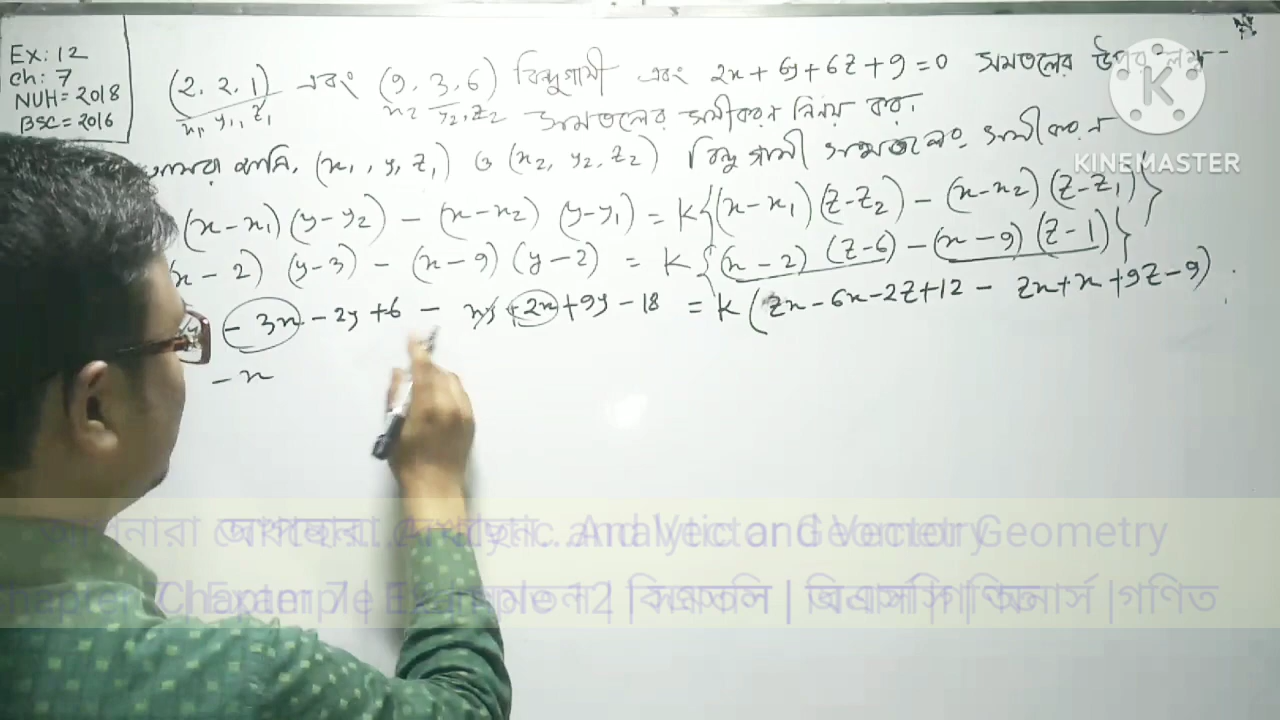 Ex: 12
Ch: 7
NUH = 2018
BSC = 2016
(2, 2, 1) এবং (9, 3, 6) বিন্দুগামী এবং 2x + 6y + 6z + 9 = 0 সমতলের উপর লম্ব
x₁, y₁, z₁ x₂ y₂, z₂ সমতলের সমীকরণ নির্ণয় কর।
জানি, (x₁, y, z₁) ও (x₂, y₂, z₂) বিন্দু গামী সমতলের সমীকরণ
(x-x₁) (y-y₂) - (x-x₂) (y-y₁) = k{(x-x₁) (z-z₂) - (x-x₂) (z-z₁)}
x - 2) (y-3) - (x-9) (y-2) = k{(x-2) (z-6) - (x-9) (z-1)}
- 3x - 2y + 6 - xy + 2x + 9y - 18 = k(zx - 6x - 2z + 12 - zx + x + 9z - 9)
- x
KINEMASTER
Analytic and Vector Geometry
Chapter 7 | Example 12 | সমতল | বিএসসি | অনার্স | গণিত